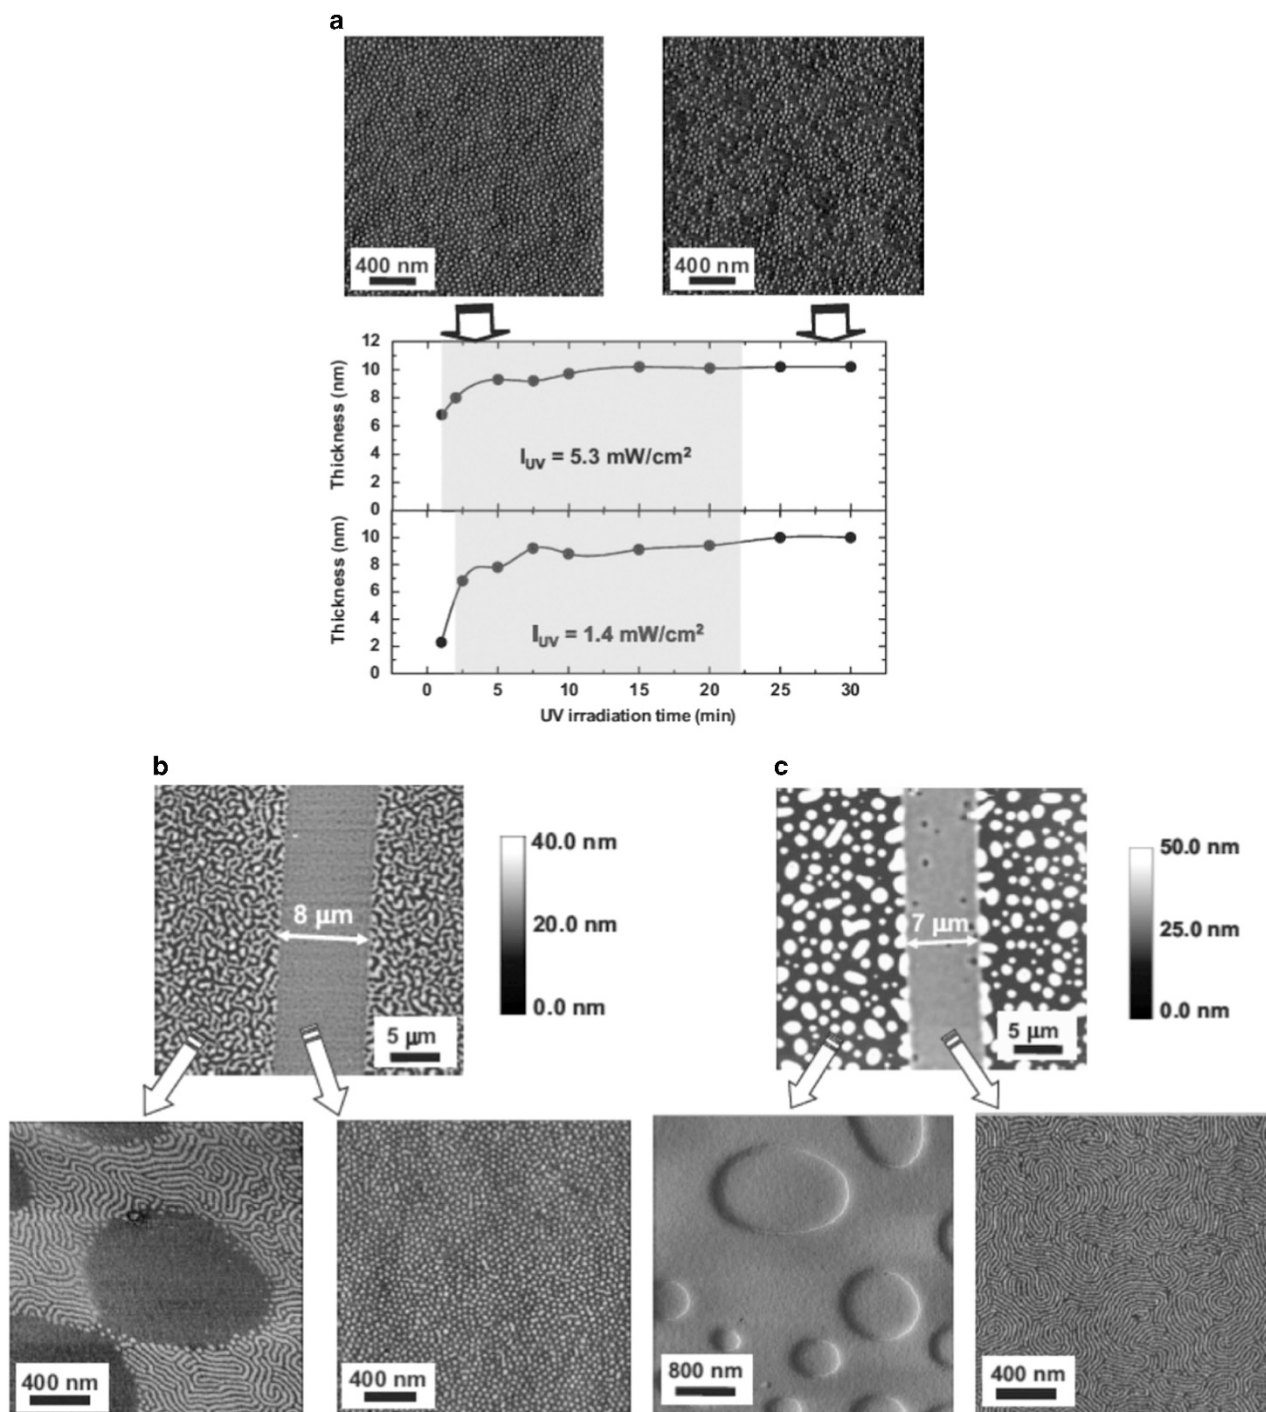 a
400 nm
400 nm
Thickness (nm)
12
10
8
6
4
2
0
I_UV = 5.3 mW/cm²
Thickness (nm)
10
8
6
4
2
0
I_UV = 1.4 mW/cm²
0 5 10 15 20 25 30
UV irradiation time (min)
b
8 μm
5 μm
40.0 nm
20.0 nm
0.0 nm
c
7 μm
5 μm
50.0 nm
25.0 nm
0.0 nm
400 nm
400 nm
800 nm
400 nm